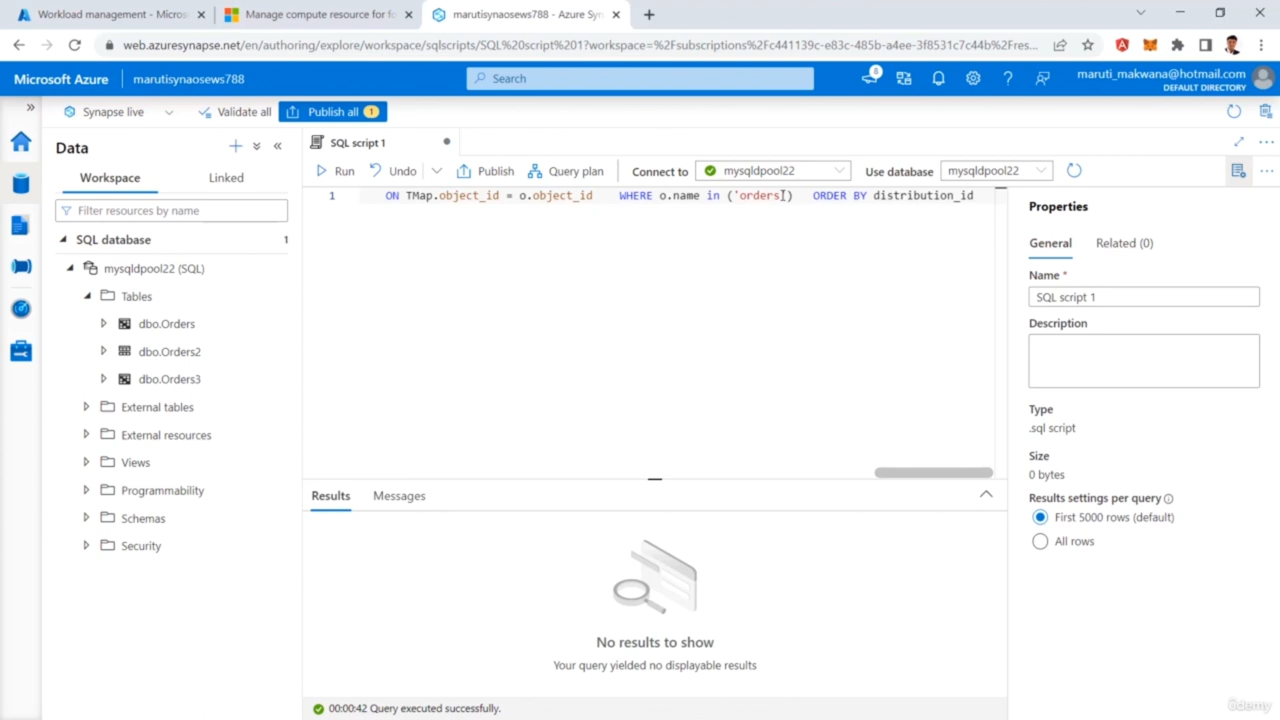 Workload management - Micros
Manage compute resource for fo
marutisynaosews788 - Azure Syn
web.azuresynapse.net/en/authoring/explore/workspace/sqlscripts/SQL%20script%201?workspace=%2Fsubscriptions%2Fc441139c-e83c-485b-a4ee-3f8531c7c44b%2Fres...
Microsoft Azure
marutisynaosews788
Search
8
maruti_makwana@hotmail.com
DEFAULT DIRECTORY
Synapse live
Validate all
Publish all
1
Data
Workspace
Linked
Filter resources by name
SQL database
1
mysqldpool22 (SQL)
Tables
dbo.Orders
dbo.Orders2
dbo.Orders3
External tables
External resources
Views
Programmability
Schemas
Security
SQL script 1
Run
Undo
Publish
Query plan
Connect to
mysqldpool22
Use database
mysqldpool22
1 ON TMap.object_id = o.object_id WHERE o.name in ('orders') ORDER BY distribution_id
Results
Messages
No results to show
Your query yielded no displayable results
00:00:42 Query executed successfully.
Properties
General
Related (0)
Name *
SQL script 1
Description
Type
.sql script
Size
0 bytes
Results settings per query
First 5000 rows (default)
All rows
ûdemy